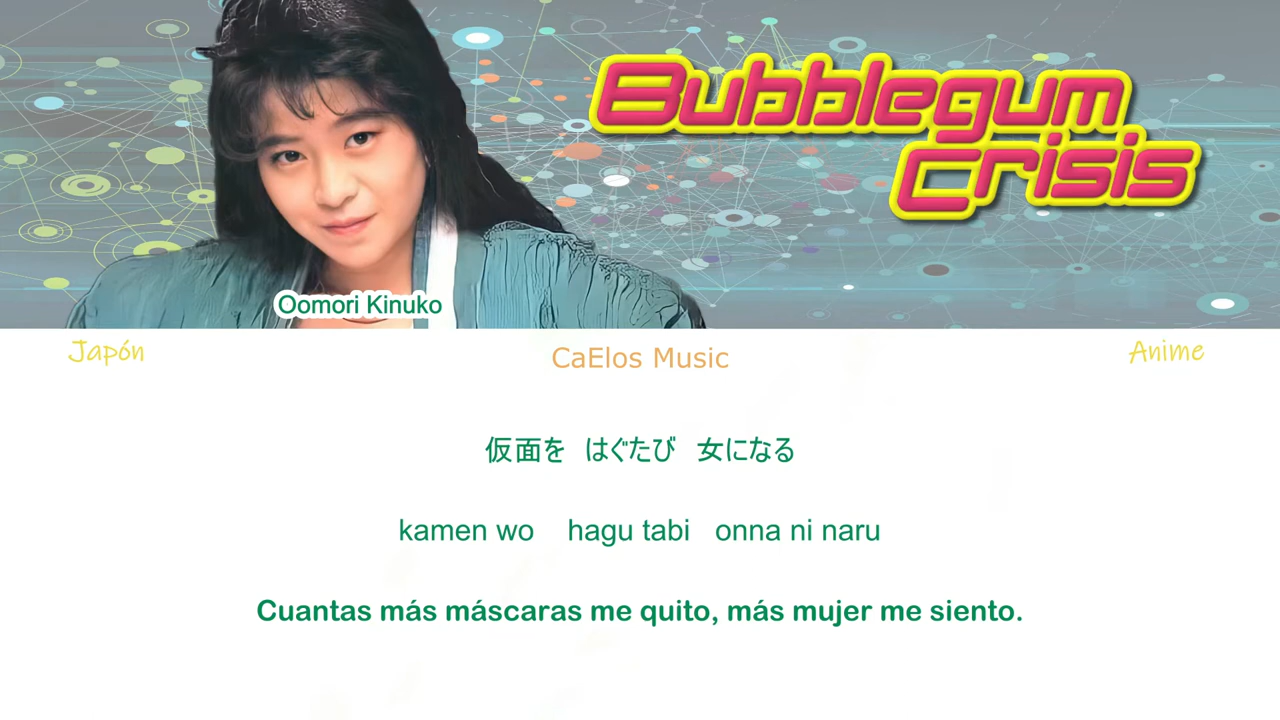 Bubblegum
Crisis
Oomori Kinuko
Japón
CaElos Music
Anime
仮面を はぐたび 女になる
kamen wo hagu tabi onna ni naru
Cuantas más máscaras me quito, más mujer me siento.